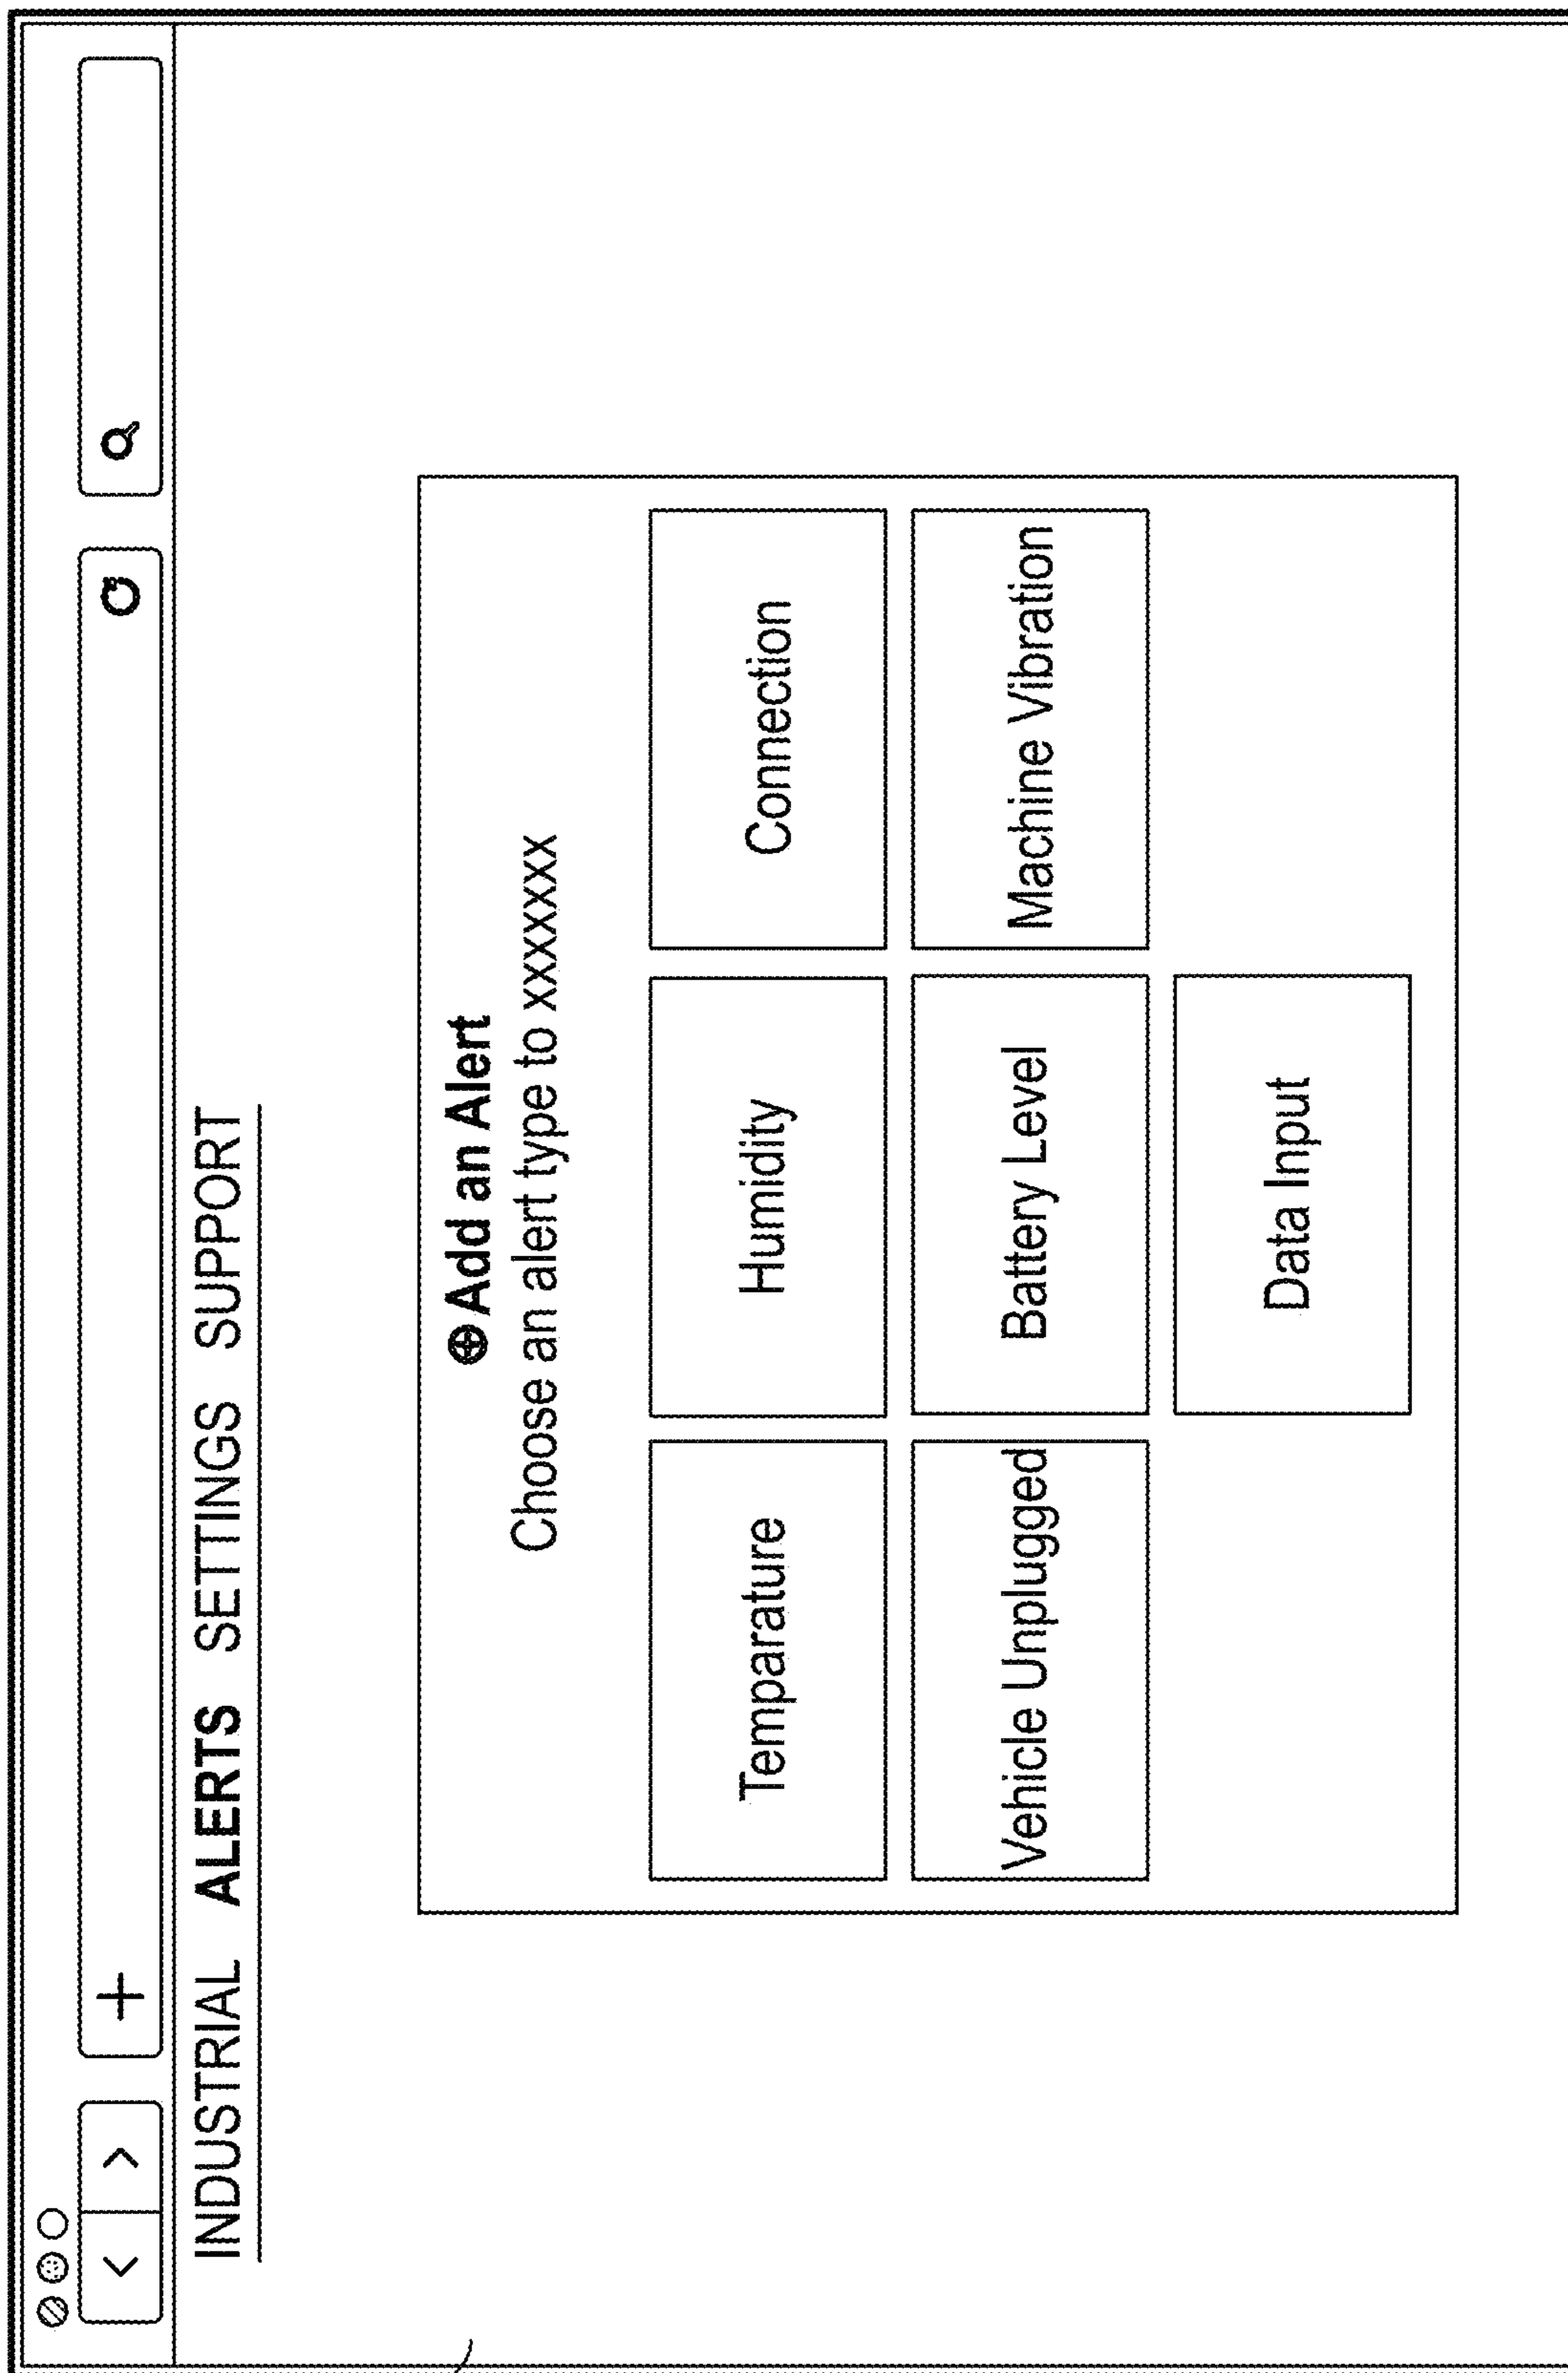 INDUSTRIAL ALERTS SETTINGS SUPPORT
Add an Alert
Choose an alert type to xxxxxxx
Temparature Humidity Connection
Vehicle Unplugged Battery Level Machine Vibration
Data Input